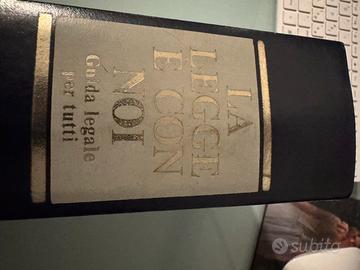 LA
LEGGE
E CON
NOI
Guida legale
per tutti
subito